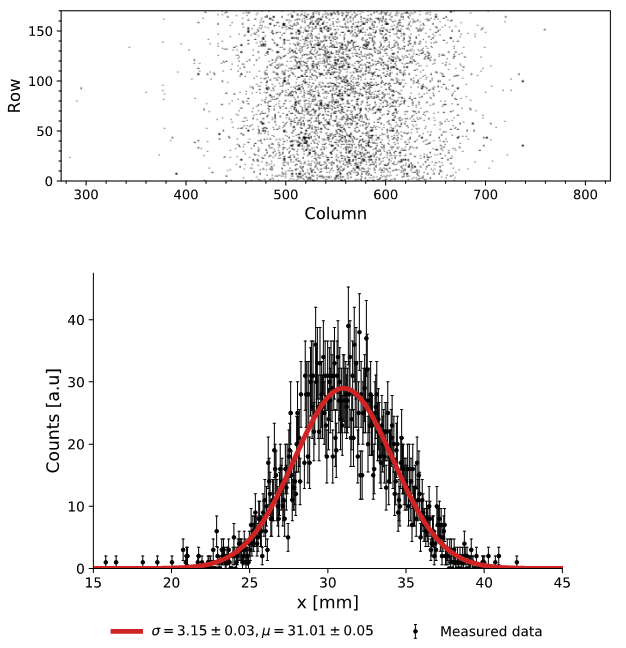 150
100
50
0
Row
300 400 500 600 700 800
Column
40
30
20
10
0
Counts [a.u]
15 20 25 30 35 40 45
x [mm]
σ = 3.15 ± 0.03, μ = 31.01 ± 0.05 Measured data